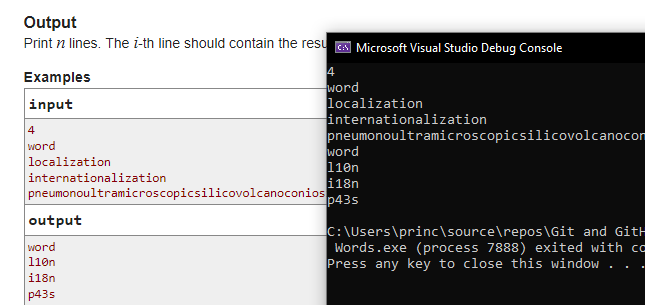 Output
Print n lines. The i-th line should contain the
Examples
input
4
word
localization
internationalization
pneumonoultramicroscopicsilicovolcanoconios
output
word
l10n
i18n
p43s
Microsoft Visual Studio Debug Console
4
word
localization
internationalization
pneumonoultramicroscopicsilicovolcanocon
word
l10n
i18n
p43s
C:\Users\princ\source\repos\Git and GitH
Words.exe (process 7888) exited with co
Press any key to close this window . . .